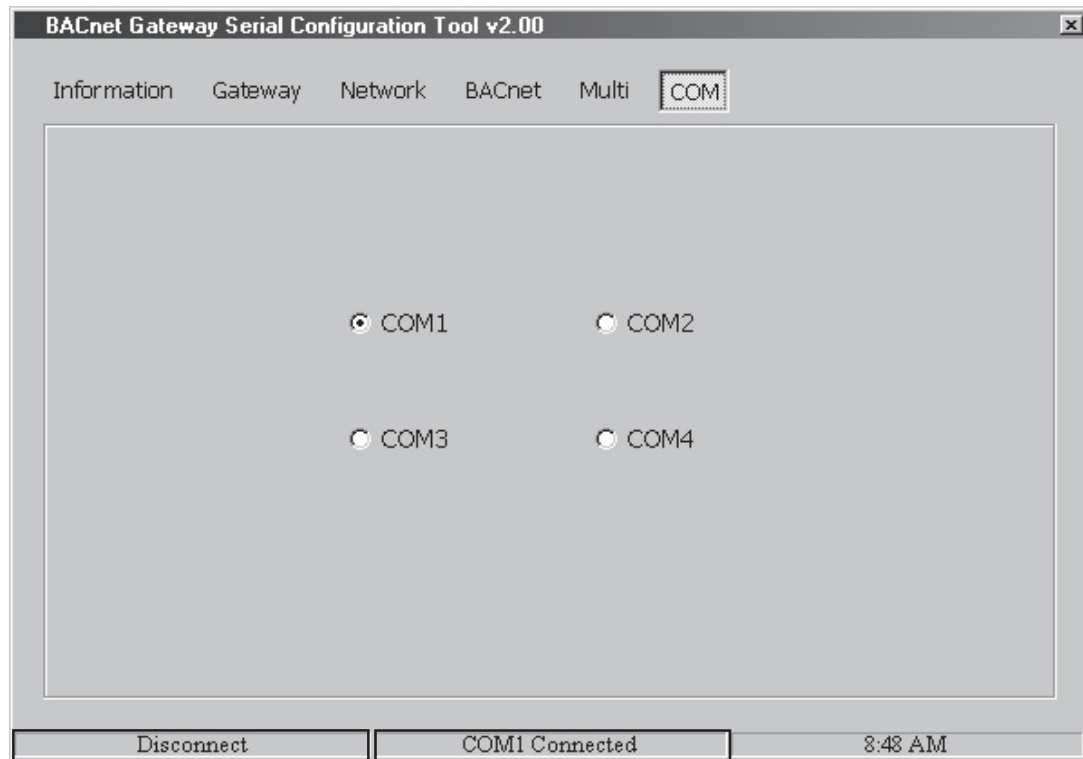 BACnet Gateway Serial Configuration Tool v2.00
Information Gateway Network BACnet Multi COM
COM1 COM2
COM3 COM4
Disconnect COM1 Connected 8:48 AM